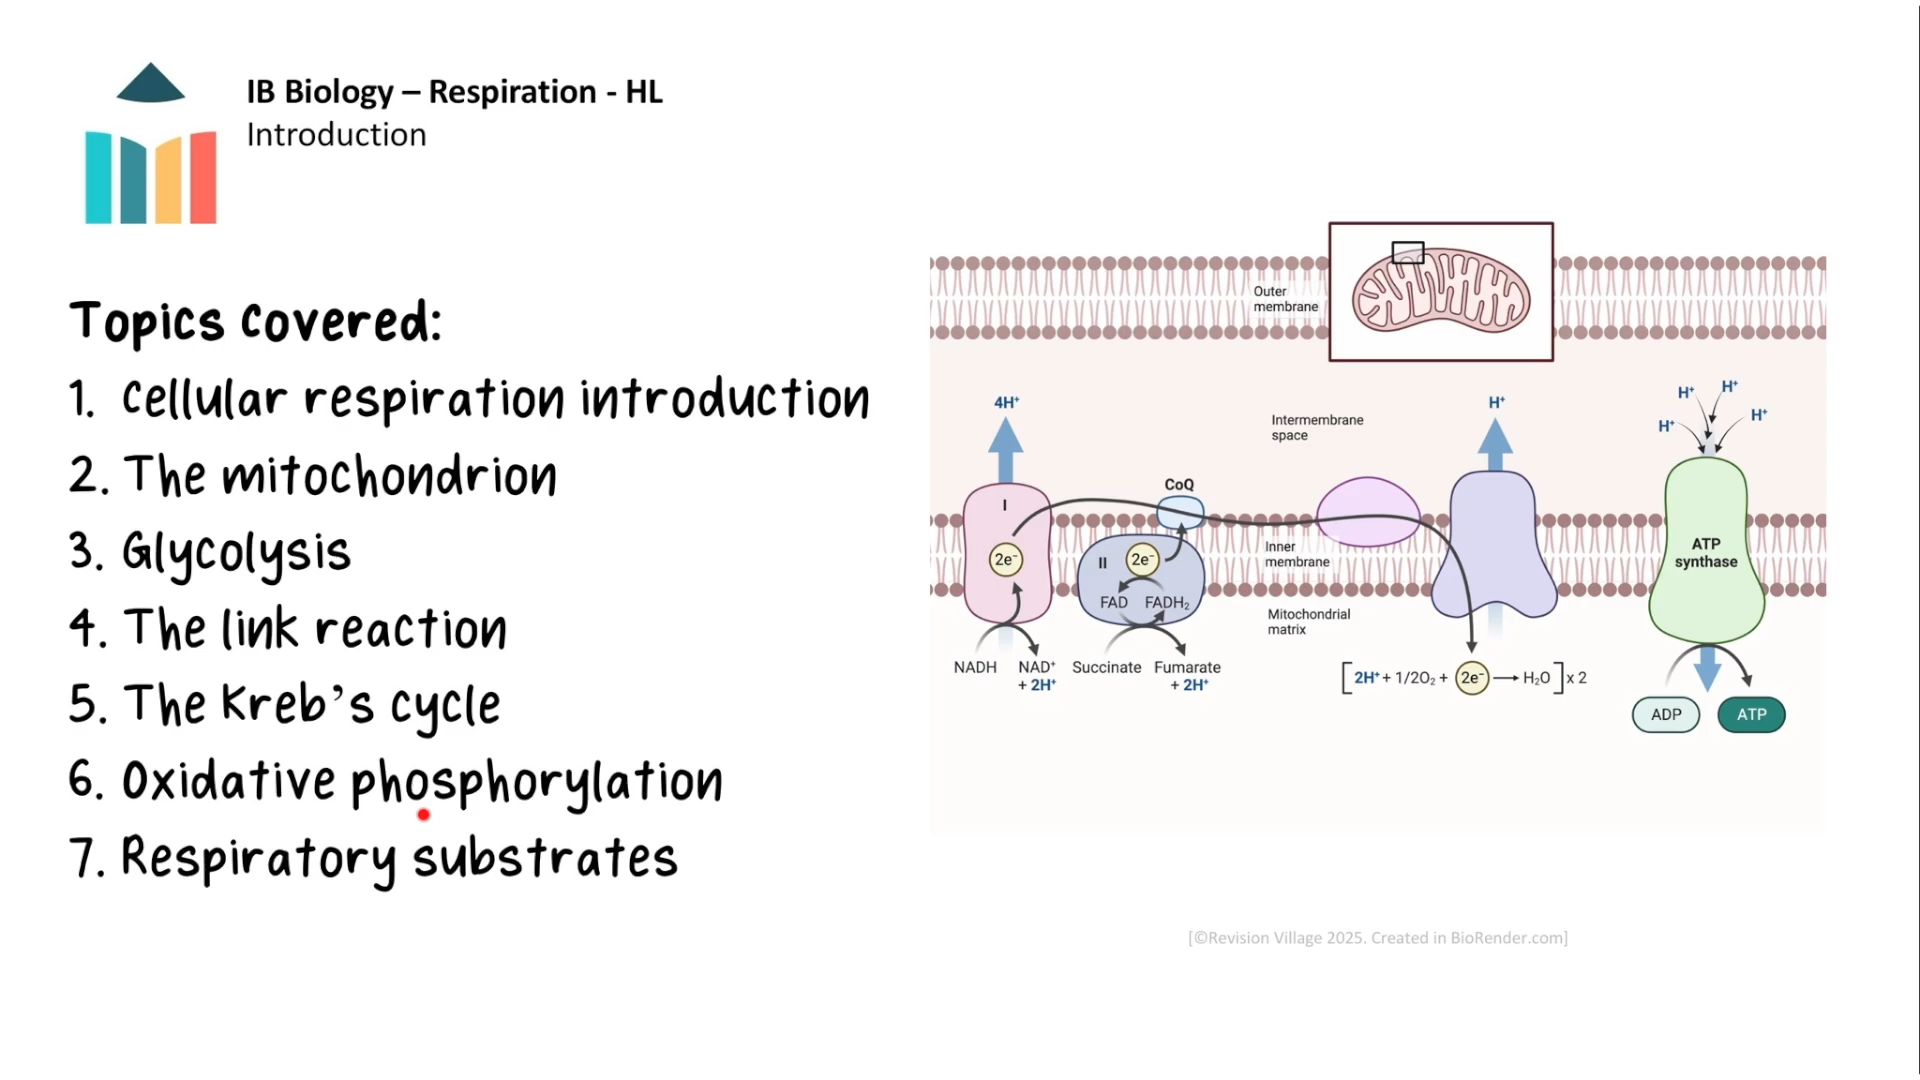 IB Biology – Respiration - HL
Introduction
Topics Covered:
1. Cellular respiration introduction
2. The mitochondrion
3. Glycolysis
4. The link reaction
5. The Kreb's cycle
6. Oxidative phosphorylation
7. Respiratory substrates
Outer
membrane
4H⁺
Intermembrane
space
H⁺
H⁺
H⁺
H⁺
H⁺
I
2e⁻
CoQ
II
2e⁻
FAD
FADH₂
Inner
membrane
Mitochondrial
matrix
ATP
synthase
NADH
NAD⁺
+ 2H⁺
Succinate
Fumarate
+ 2H⁺
[2H⁺ + 1/2O₂ + 2e⁻ → H₂O] x 2
ADP
ATP
[©Revision Village 2025. Created in BioRender.com]